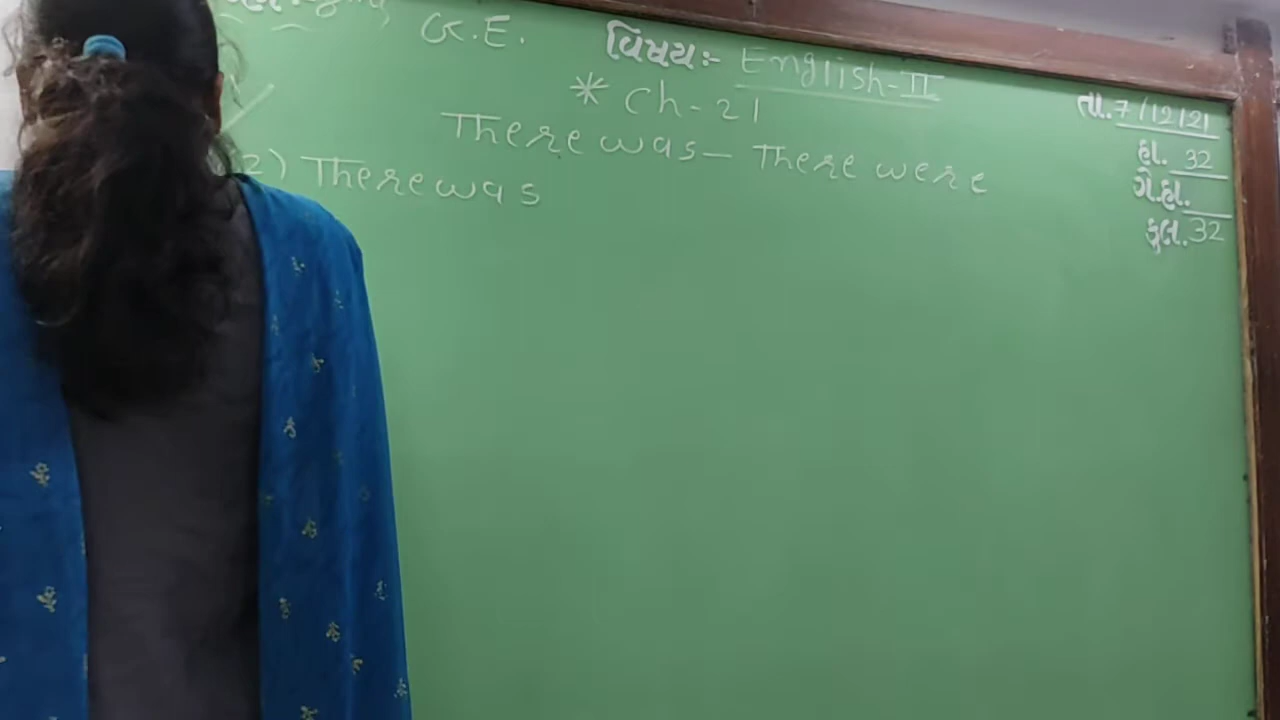 G.E.
વિષય:- English-II
* Ch-21
There was – There were
2) There was
તા. 7/12/21
હા. 32
ગે.હા.
કુલ. 32